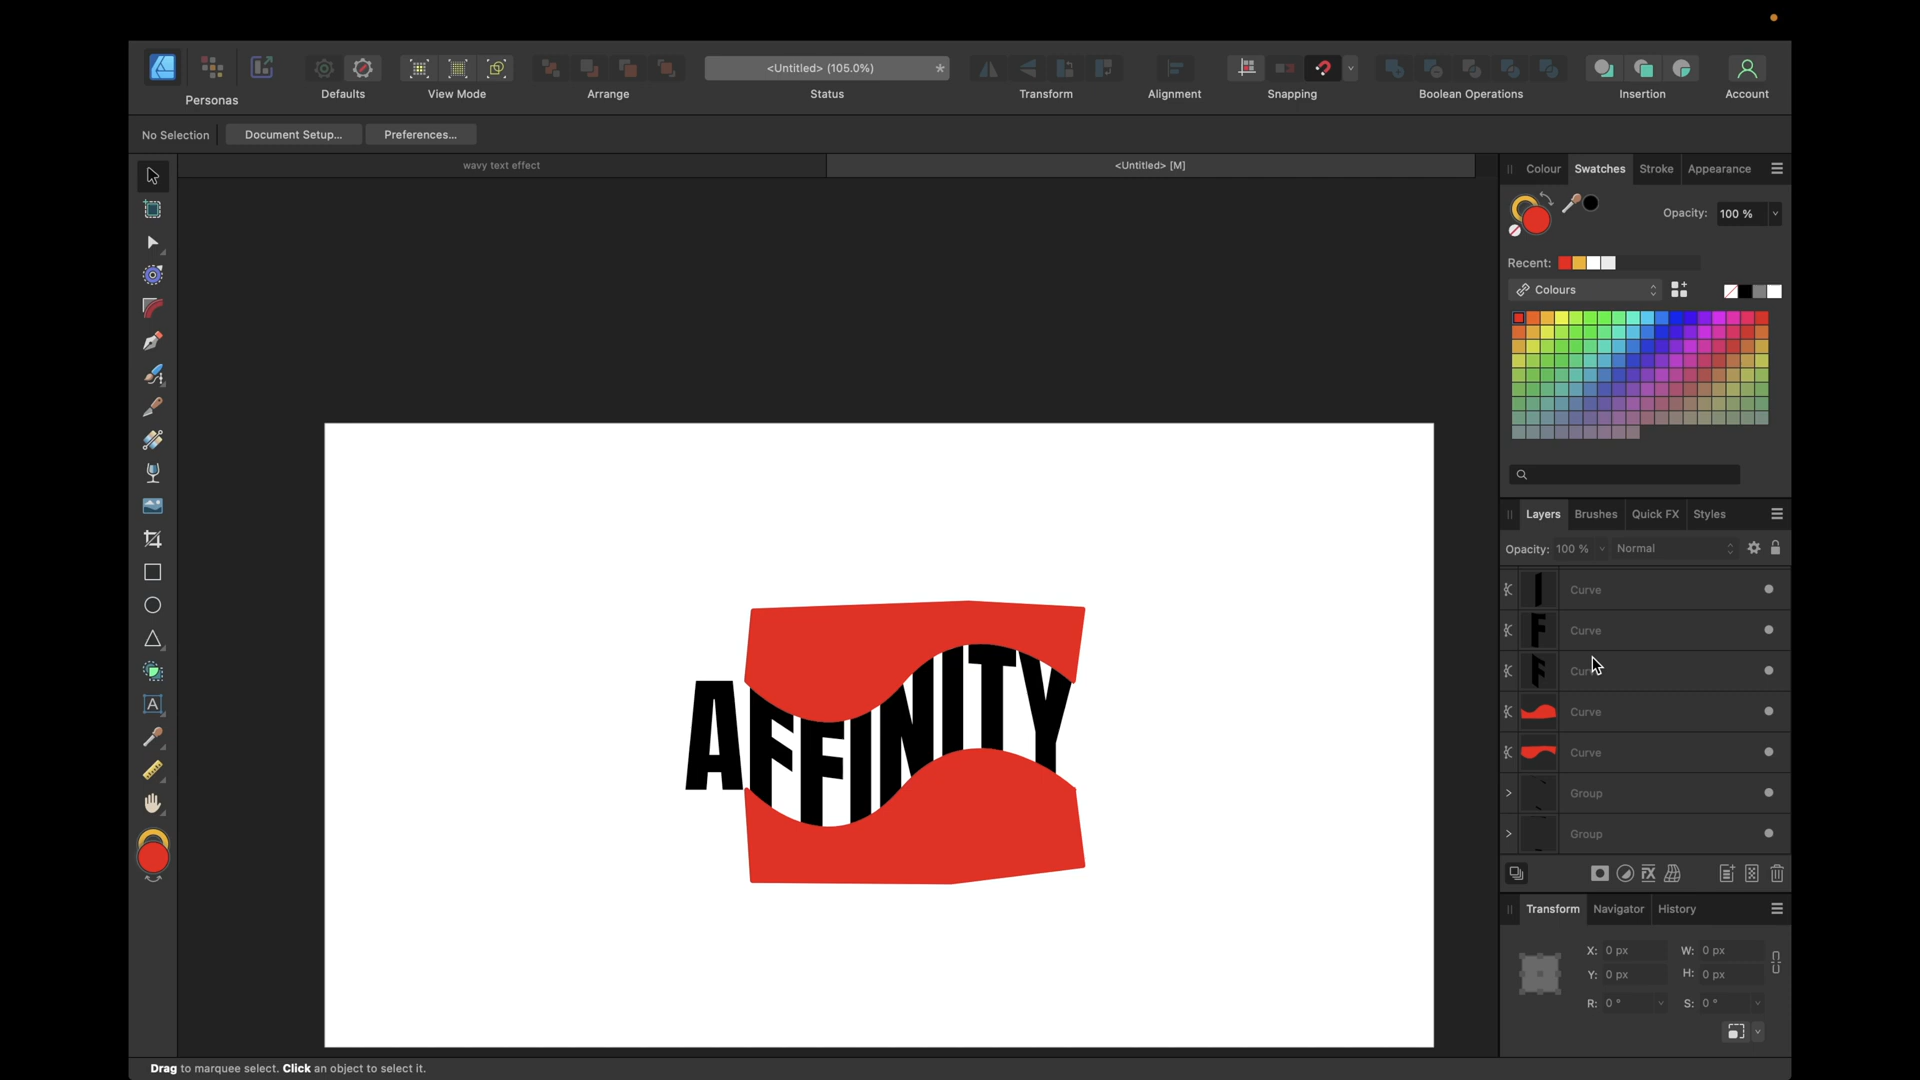 <Untitled> (105.0%)
*
Personas
Defaults
View Mode
Arrange
Status
Transform
Alignment
Snapping
Boolean Operations
Insertion
Account
No Selection
Document Setup...
Preferences...
wavy text effect
<Untitled> [M]
Colour
Swatches
Stroke
Appearance
Opacity:
100 %
Recent:
Colours
Layers
Brushes
Quick FX
Styles
Opacity: 100 %
Normal
Curve
Curve
Curve
Curve
Curve
Group
Group
AFFINITY
Transform
Navigator
History
X: 0 px
W: 0 px
Y: 0 px
H: 0 px
R: 0 °
S: 0 °
Drag to marquee select. Click an object to select it.